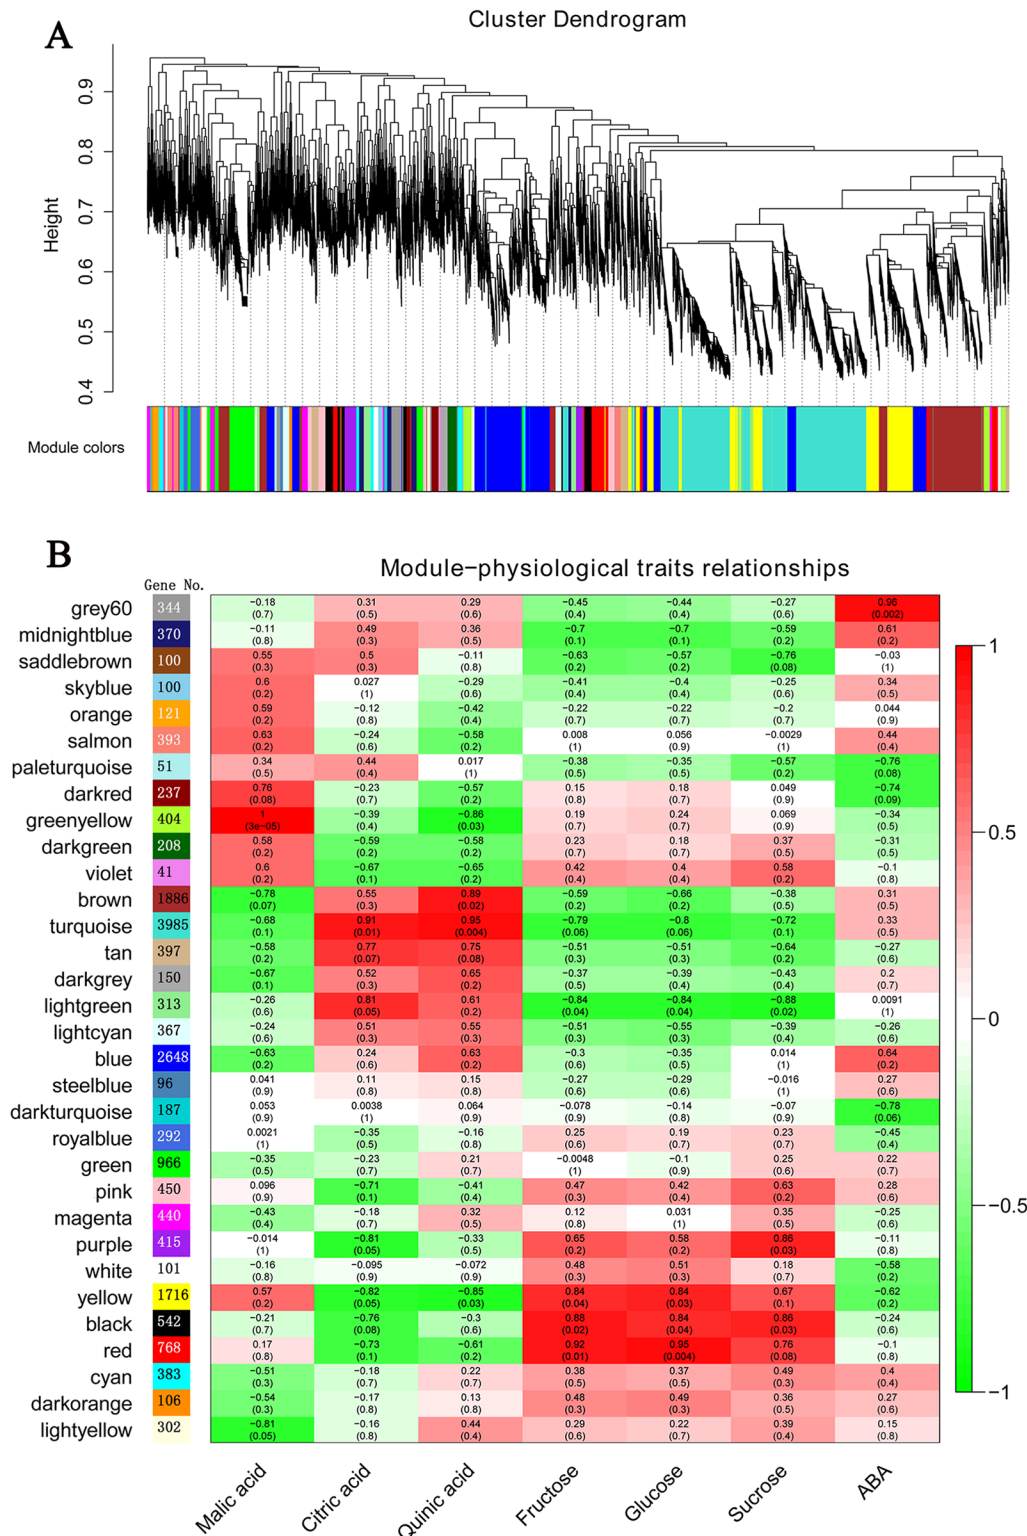 A
Cluster Dendrogram
Height
0.9
0.8
0.7
0.6
0.5
0.4
Module colors
B
Module−physiological traits relationships
Gene No.
grey60 344 −0.18 (0.7) 0.31 (0.5) 0.29 (0.6) −0.45 (0.4) −0.44 (0.4) −0.27 (0.6) 0.96 (0.002)
midnightblue 370 −0.11 (0.8) 0.49 (0.3) 0.36 (0.5) −0.7 (0.1) −0.7 (0.1) −0.59 (0.2) 0.61 (0.2)
saddlebrown 100 0.55 (0.3) 0.5 (0.3) −0.11 (0.8) −0.63 (0.2) −0.57 (0.2) −0.76 (0.08) −0.03 (1)
skyblue 100 0.6 (0.2) 0.027 (1) −0.29 (0.6) −0.41 (0.4) −0.4 (0.4) −0.25 (0.6) 0.34 (0.5)
orange 121 0.59 (0.2) −0.12 (0.8) −0.42 (0.4) −0.22 (0.7) −0.22 (0.7) −0.2 (0.7) 0.044 (0.9)
salmon 393 0.63 (0.2) −0.24 (0.6) −0.58 (0.2) 0.008 (1) 0.056 (0.9) −0.0029 (1) 0.44 (0.4)
paleturquoise 51 0.34 (0.5) 0.44 (0.4) 0.017 (1) −0.38 (0.5) −0.35 (0.5) −0.57 (0.2) −0.76 (0.08)
darkred 237 0.76 (0.08) −0.23 (0.7) −0.57 (0.2) 0.15 (0.8) 0.18 (0.7) 0.049 (0.9) −0.74 (0.09)
greenyellow 404 1 (3e−05) −0.39 (0.4) −0.86 (0.03) 0.19 (0.7) 0.24 (0.7) 0.069 (0.9) −0.34 (0.5)
darkgreen 208 0.58 (0.2) −0.59 (0.2) −0.58 (0.2) 0.23 (0.7) 0.18 (0.7) 0.37 (0.5) −0.31 (0.5)
violet 41 0.6 (0.2) −0.67 (0.1) −0.65 (0.2) 0.42 (0.4) 0.4 (0.4) 0.58 (0.2) −0.1 (0.8)
brown 1886 −0.78 (0.07) 0.55 (0.3) 0.89 (0.02) −0.59 (0.2) −0.66 (0.2) −0.38 (0.5) 0.31 (0.5)
turquoise 3985 −0.68 (0.1) 0.91 (0.01) 0.95 (0.004) −0.79 (0.06) −0.8 (0.06) −0.72 (0.1) 0.33 (0.5)
tan 397 −0.58 (0.2) 0.77 (0.07) 0.75 (0.08) −0.51 (0.3) −0.51 (0.3) −0.64 (0.2) −0.27 (0.6)
darkgrey 150 −0.67 (0.1) 0.52 (0.3) 0.65 (0.2) −0.37 (0.5) −0.39 (0.4) −0.43 (0.4) 0.2 (0.7)
lightgreen 313 −0.26 (0.6) 0.81 (0.05) 0.61 (0.2) −0.84 (0.04) −0.84 (0.04) −0.88 (0.02) 0.0091 (1)
lightcyan 367 −0.24 (0.6) 0.51 (0.3) 0.55 (0.3) −0.51 (0.3) −0.55 (0.3) −0.39 (0.4) −0.26 (0.6)
blue 2648 −0.63 (0.2) 0.24 (0.6) 0.63 (0.2) −0.3 (0.6) −0.35 (0.5) 0.014 (1) 0.64 (0.2)
steelblue 96 0.041 (0.9) 0.11 (0.8) 0.15 (0.8) −0.27 (0.6) −0.29 (0.6) −0.016 (1) 0.27 (0.6)
darkturquoise 187 0.053 (0.9) 0.0038 (1) 0.064 (0.9) −0.078 (0.9) −0.14 (0.8) −0.07 (0.9) −0.78 (0.06)
royalblue 292 0.0021 (1) −0.35 (0.5) −0.16 (0.8) 0.25 (0.6) 0.19 (0.7) 0.23 (0.7) −0.45 (0.4)
green 966 −0.35 (0.5) −0.23 (0.7) 0.21 (0.7) −0.0048 (1) −0.1 (0.9) 0.25 (0.6) 0.22 (0.7)
pink 450 0.096 (0.9) −0.71 (0.1) −0.41 (0.4) 0.47 (0.3) 0.42 (0.4) 0.63 (0.2) 0.28 (0.6)
magenta 440 −0.43 (0.4) −0.18 (0.7) 0.32 (0.5) 0.12 (0.8) 0.031 (1) 0.35 (0.5) −0.25 (0.6)
purple 415 −0.014 (1) −0.81 (0.05) −0.33 (0.5) 0.65 (0.2) 0.58 (0.2) 0.86 (0.03) −0.11 (0.8)
white 101 −0.16 (0.8) −0.095 (0.9) −0.072 (0.9) 0.48 (0.3) 0.51 (0.3) 0.18 (0.7) −0.58 (0.2)
yellow 1716 0.57 (0.2) −0.82 (0.05) −0.85 (0.03) 0.84 (0.04) 0.84 (0.03) 0.67 (0.1) −0.62 (0.2)
black 542 −0.21 (0.7) −0.76 (0.08) −0.3 (0.6) 0.88 (0.02) 0.84 (0.04) 0.86 (0.03) −0.24 (0.6)
red 768 0.17 (0.8) −0.73 (0.1) −0.61 (0.2) 0.92 (0.01) 0.95 (0.004) 0.76 (0.08) −0.1 (0.8)
cyan 383 −0.51 (0.3) −0.18 (0.7) 0.22 (0.7) 0.38 (0.5) 0.37 (0.5) 0.49 (0.3) 0.4 (0.4)
darkorange 106 −0.54 (0.3) −0.17 (0.8) 0.13 (0.8) 0.48 (0.3) 0.49 (0.3) 0.36 (0.5) 0.27 (0.6)
lightyellow 302 −0.81 (0.05) −0.16 (0.8) 0.44 (0.4) 0.29 (0.6) 0.22 (0.7) 0.39 (0.4) 0.15 (0.8)
1
0.5
0
−0.5
−1
Malic acid Citric acid Quinic acid Fructose Glucose Sucrose ABA